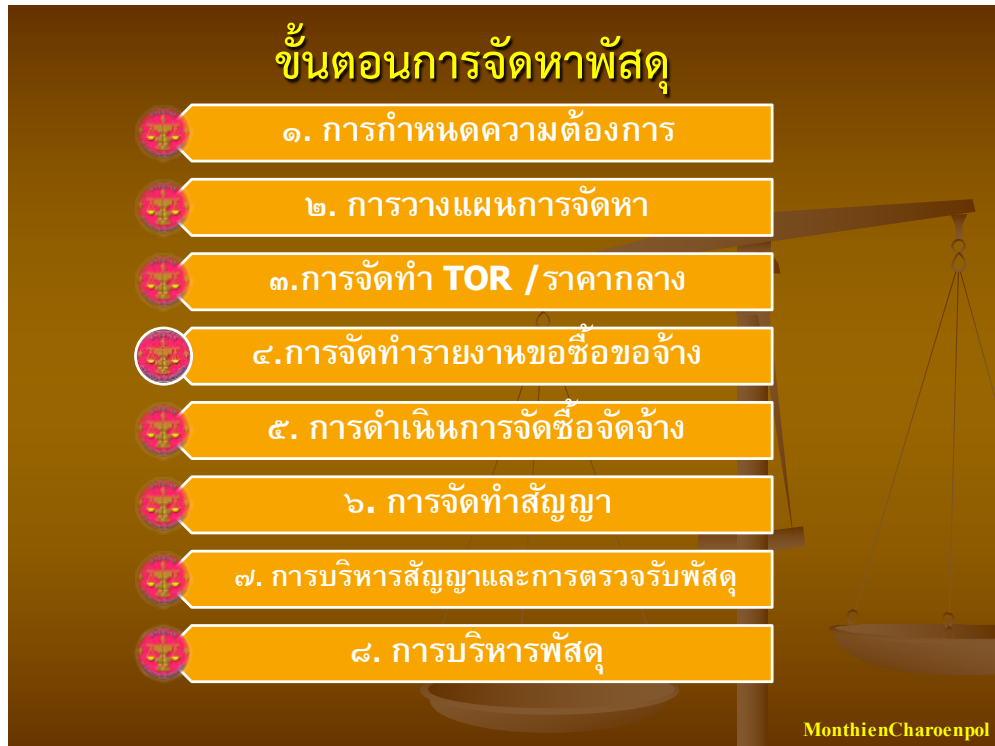 ขั้นตอนการจัดหาพัสดุ
๑. การกำหนดความต้องการ
๒. การวางแผนการจัดหา
๓.การจัดทำ TOR /ราคากลาง
๔.การจัดทำรายงานขอซื้อขอจ้าง
๕. การดำเนินการจัดซื้อจัดจ้าง
๖. การจัดทำสัญญา
๗. การบริหารสัญญาและการตรวจรับพัสดุ
๘. การบริหารพัสดุ
MonthienCharoenpol